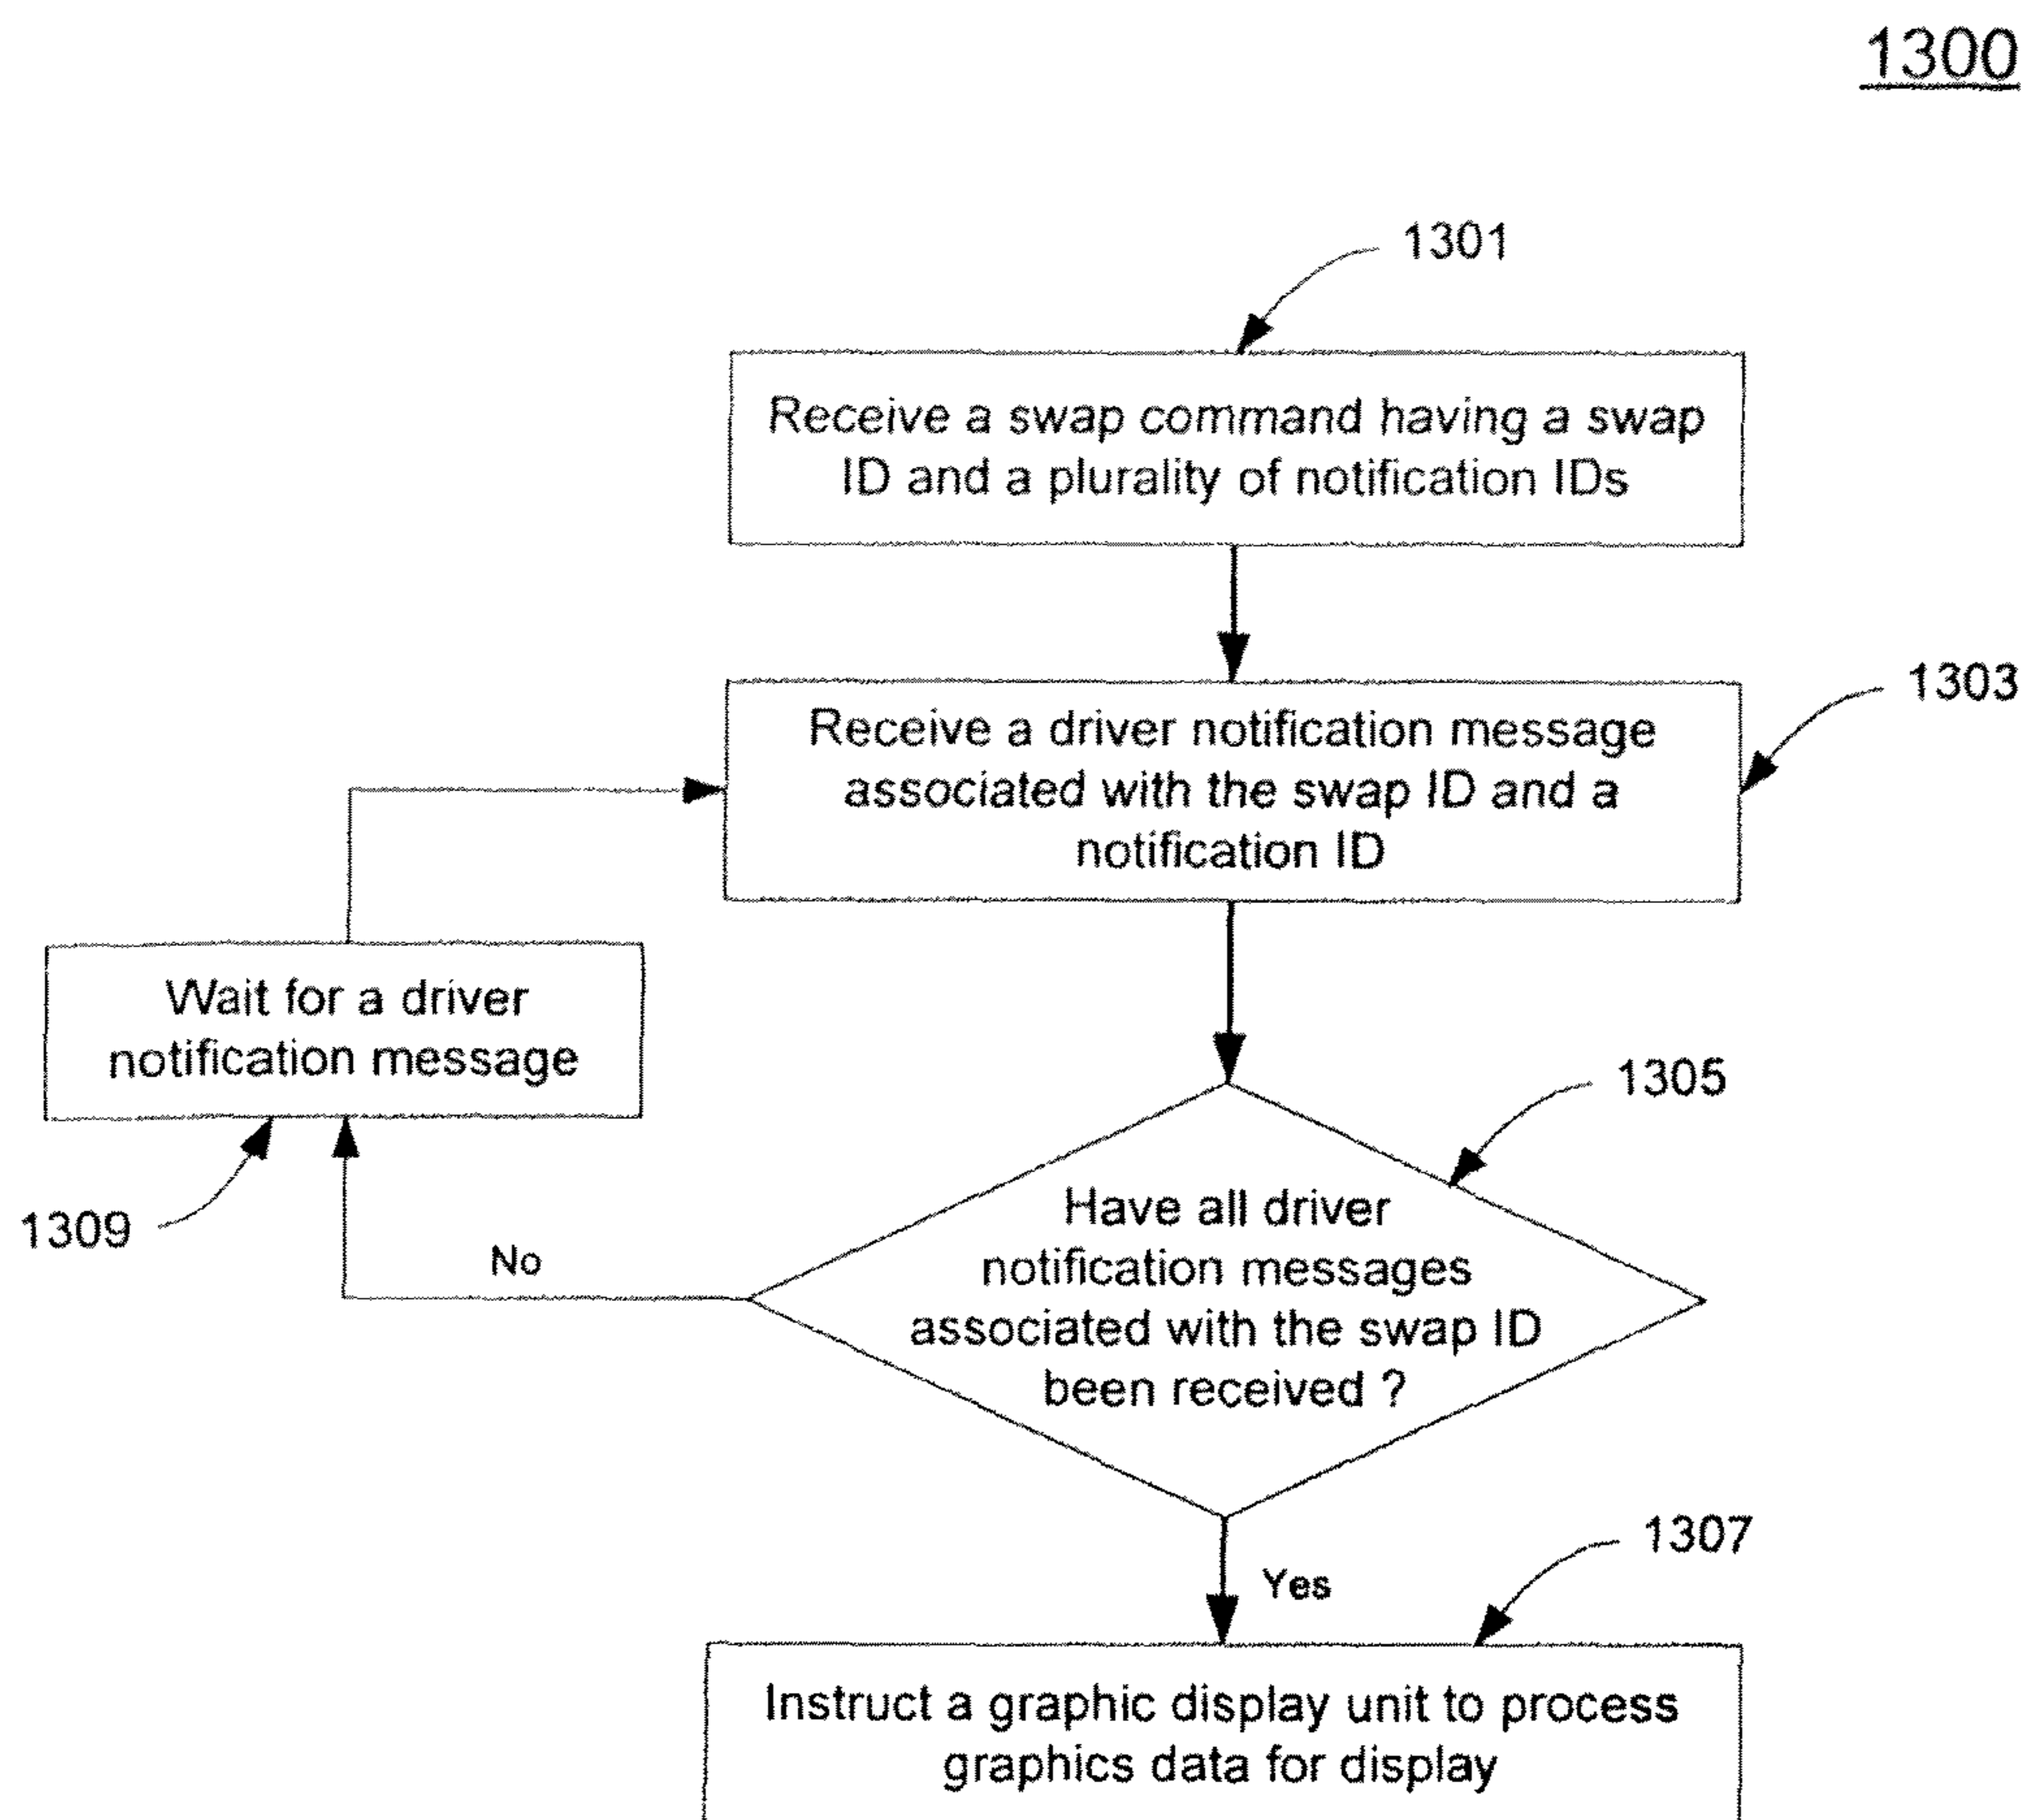 1300
1301
Receive a swap command having a swap
ID and a plurality of notification IDs
1303
Receive a driver notification message
associated with the swap ID and a
notification ID
Wait for a driver
notification message
1305
1309
No
Have all driver
notification messages
associated with the swap ID
been received ?
Yes
1307
Instruct a graphic display unit to process
graphics data for display